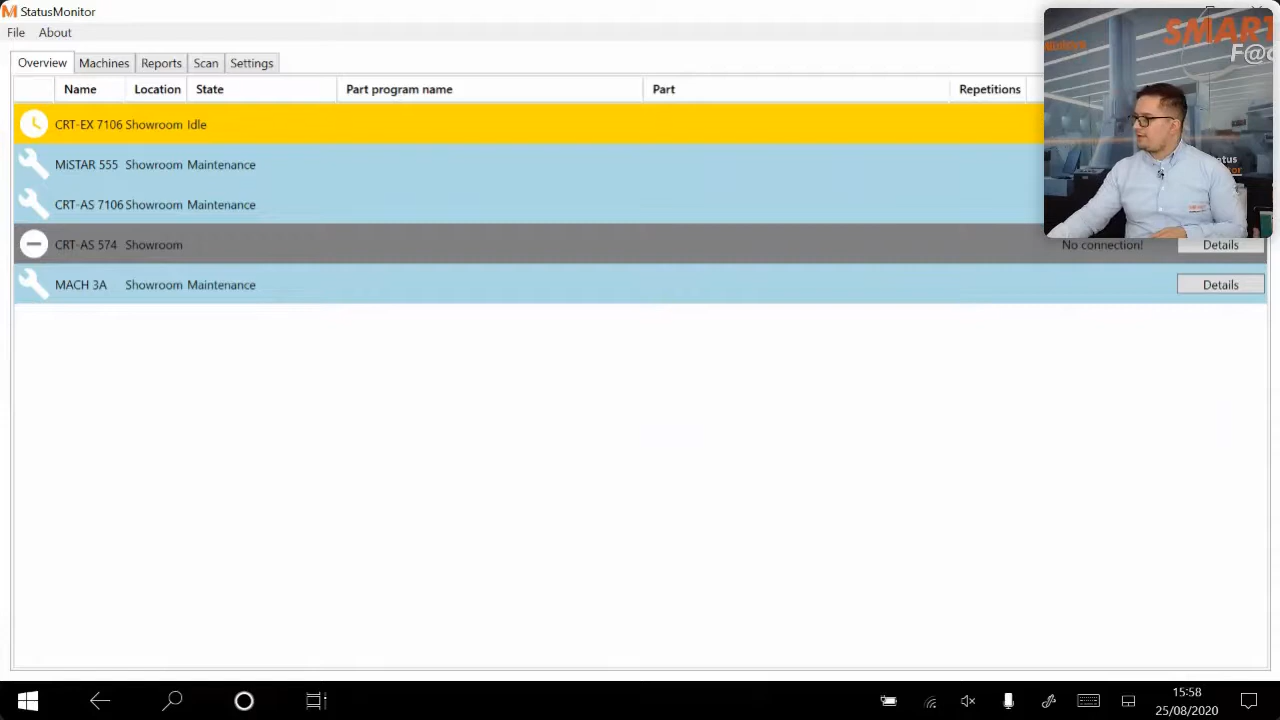 StatusMonitor
File About
Overview Machines Reports Scan Settings
Name Location State Part program name Part Repetitions
CRT-EX 7106 Showroom Idle
MiSTAR 555 Showroom Maintenance
CRT-AS 7106 Showroom Maintenance
CRT-AS 574 Showroom No connection! Details
MACH 3A Showroom Maintenance Details
SMART
F@c
15:58
25/08/2020